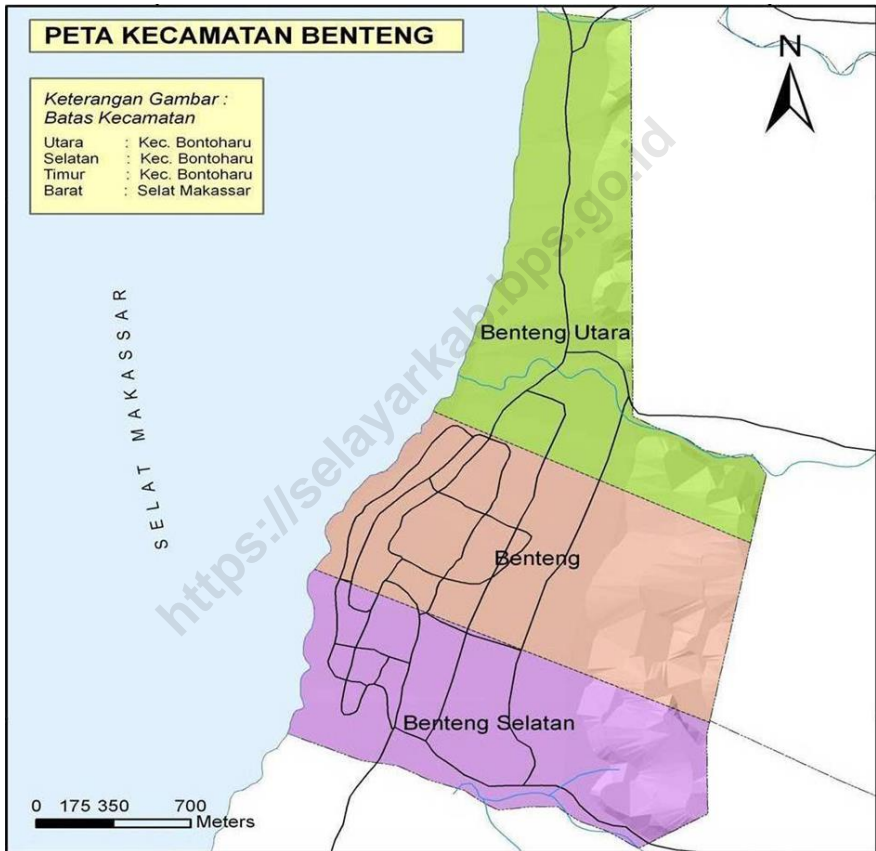 PETA KECAMATAN BENTENG
N
Keterangan Gambar :
Batas Kecamatan
Utara : Kec. Bontoharu
Selatan : Kec. Bontoharu
Timur : Kec. Bontoharu
Barat : Selat Makassar
SELAT MAKASSAR
Benteng Utara
Benteng
Benteng Selatan
0 175 350 700
Meters
https://selayarkab.bps.go.id